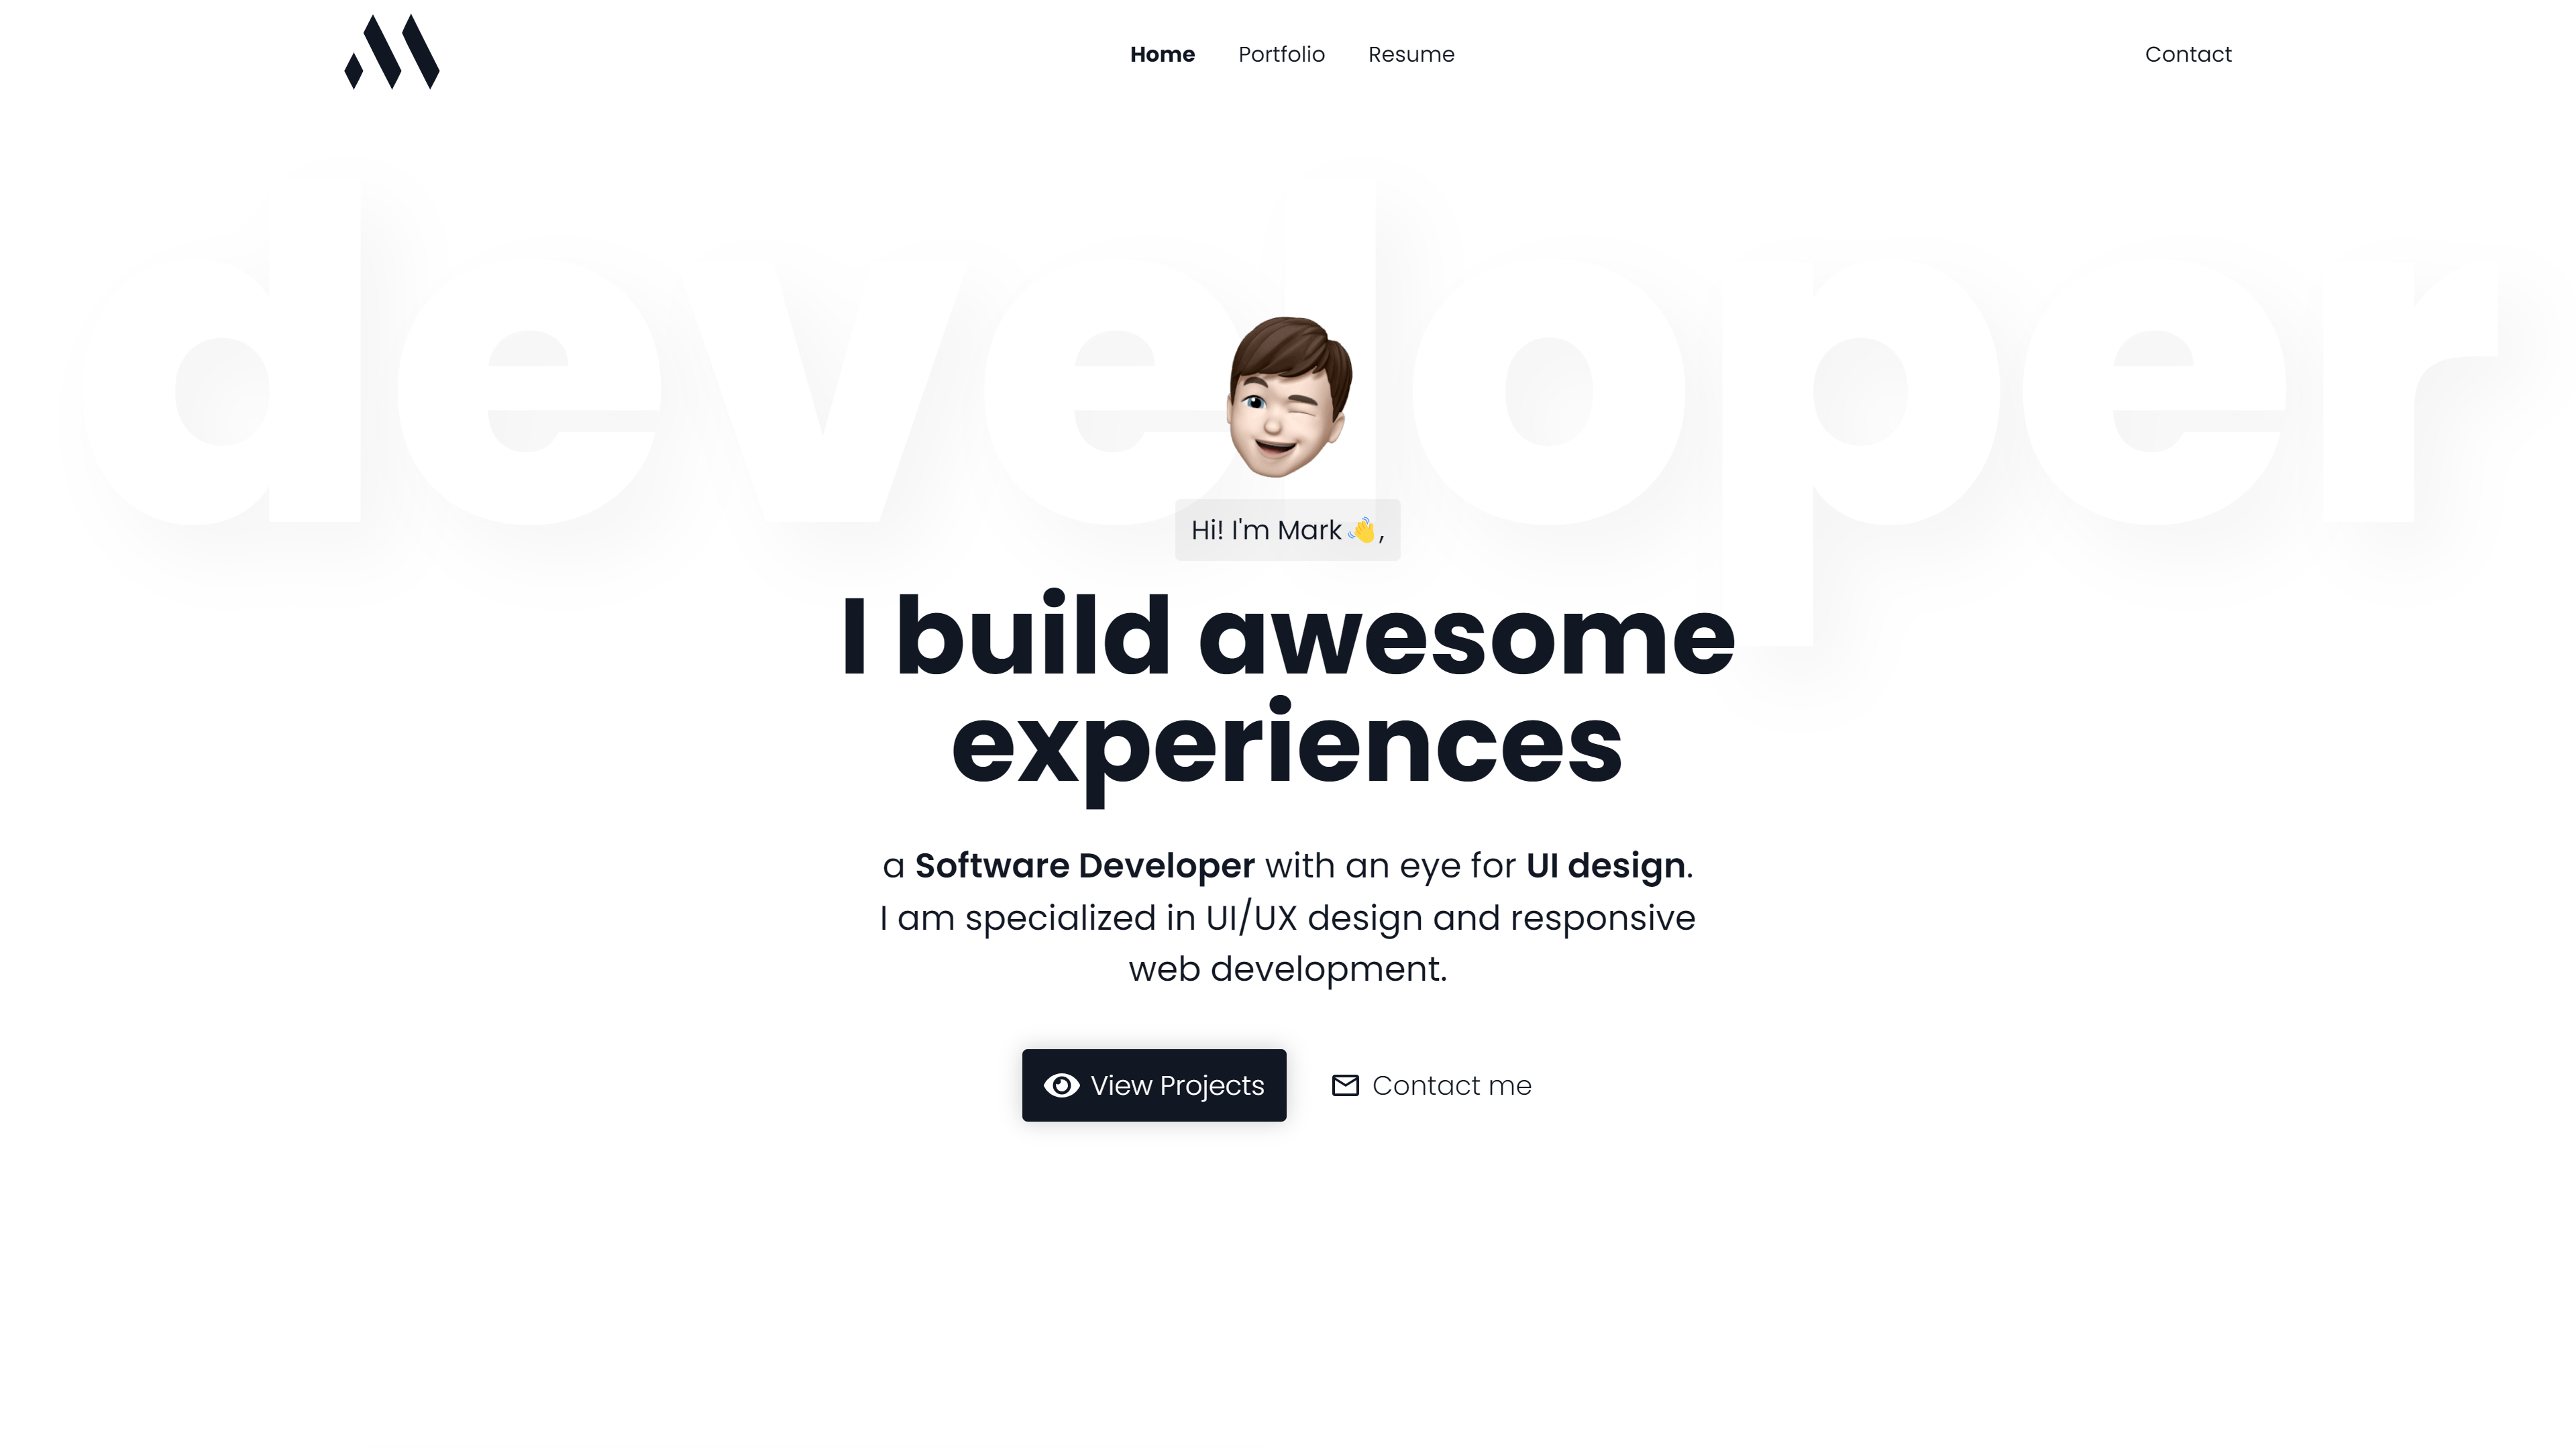 Home Portfolio Resume Contact
developer
Hi! I'm Mark 👋,
I build awesome
experiences
a Software Developer with an eye for UI design.
I am specialized in UI/UX design and responsive
web development.
View Projects Contact me